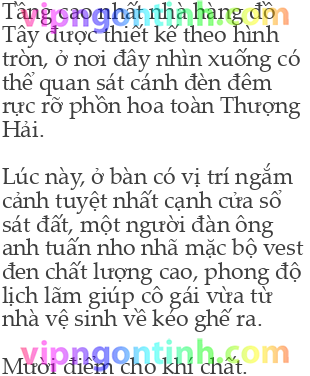 Tầng cao nhất nhà hàng đồ
vipngontinh.com
Tây được thiết kế theo hình
tròn, ở nơi đây nhìn xuống có
thể quan sát cánh đèn đêm
rực rỡ phồn hoa toàn Thượng
Hải.
Lúc này, ở bàn có vị trí ngắm
cảnh tuyệt nhất cạnh cửa sổ
sát đất, một người đàn ông
anh tuấn nho nhã mặc bộ vest
đen chất lượng cao, phong độ
lịch lãm giúp cô gái vừa từ
nhà vệ sinh về kéo ghế ra.
vipngontinh.com
Mười điểm cho khí chất.